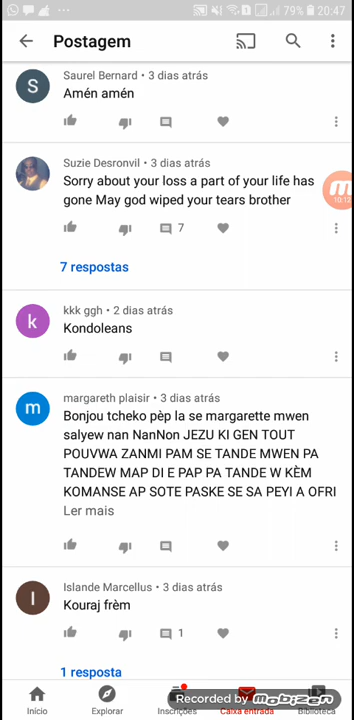 79% 20:47
Postagem
S
Saurel Bernard • 3 dias atrás
Amén amén
Suzie Desronvil • 3 dias atrás
Sorry about your loss a part of your life has
gone May god wiped your tears brother
10:12
7
7 respostas
k
kkk ggh • 2 dias atrás
Kondoleans
m
margareth plaisir • 3 dias atrás
Bonjou tcheko pèp la se margarette mwen
salyew nan NanNon JEZU KI GEN TOUT
POUVWA ZANMI PAM SE TANDE MWEN PA
TANDEW MAP DI E PAP PA TANDE W KÈM
KOMANSE AP SOTE PASKE SE SA PEYI A OFRI
Ler mais
I
Islande Marcellus • 3 dias atrás
Kouraj frèm
1
1 resposta
Recorded by mobizen
Início
Explorar
Inscrições
Caixa entrada
Biblioteca